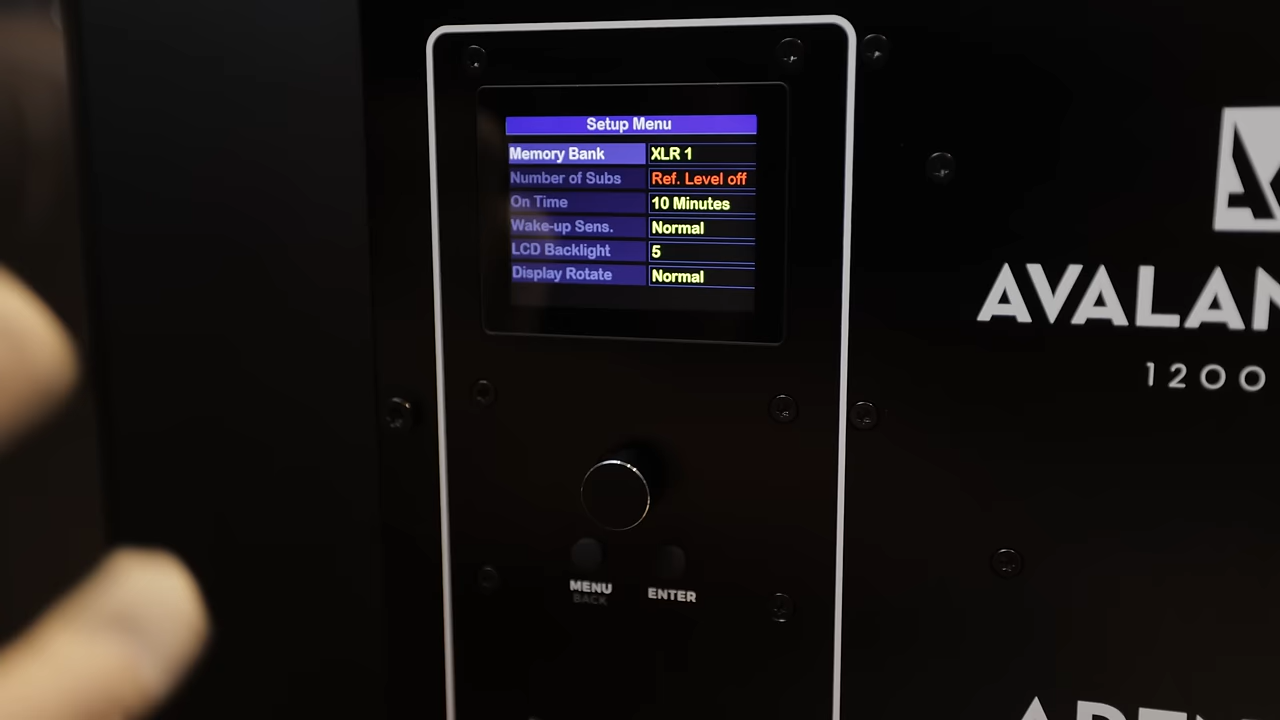 Setup Menu
Memory Bank XLR 1
Number of Subs Ref. Level off
On Time 10 Minutes
Wake-up Sens. Normal
LCD Backlight 5
Display Rotate Normal
MENU ENTER
BACK
AVALAN
1200